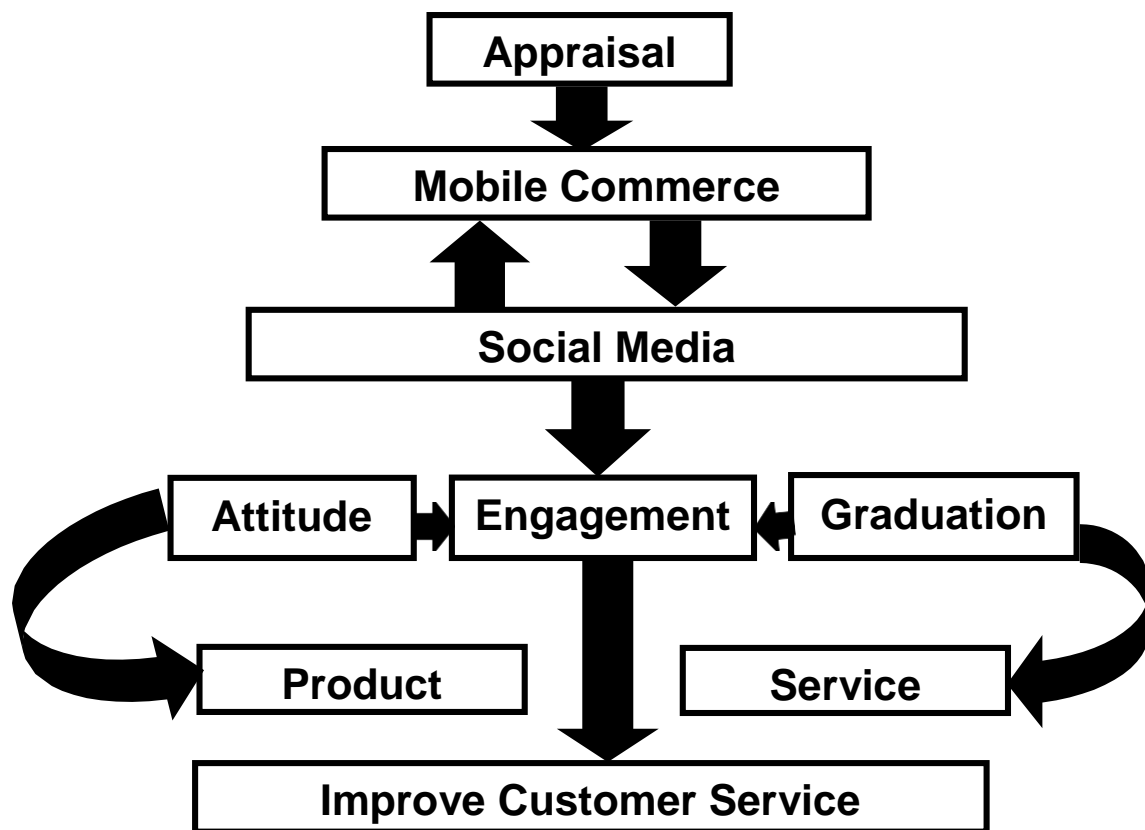 Appraisal
Mobile Commerce
Social Media
Attitude
Engagement
Graduation
Product
Service
Improve Customer Service